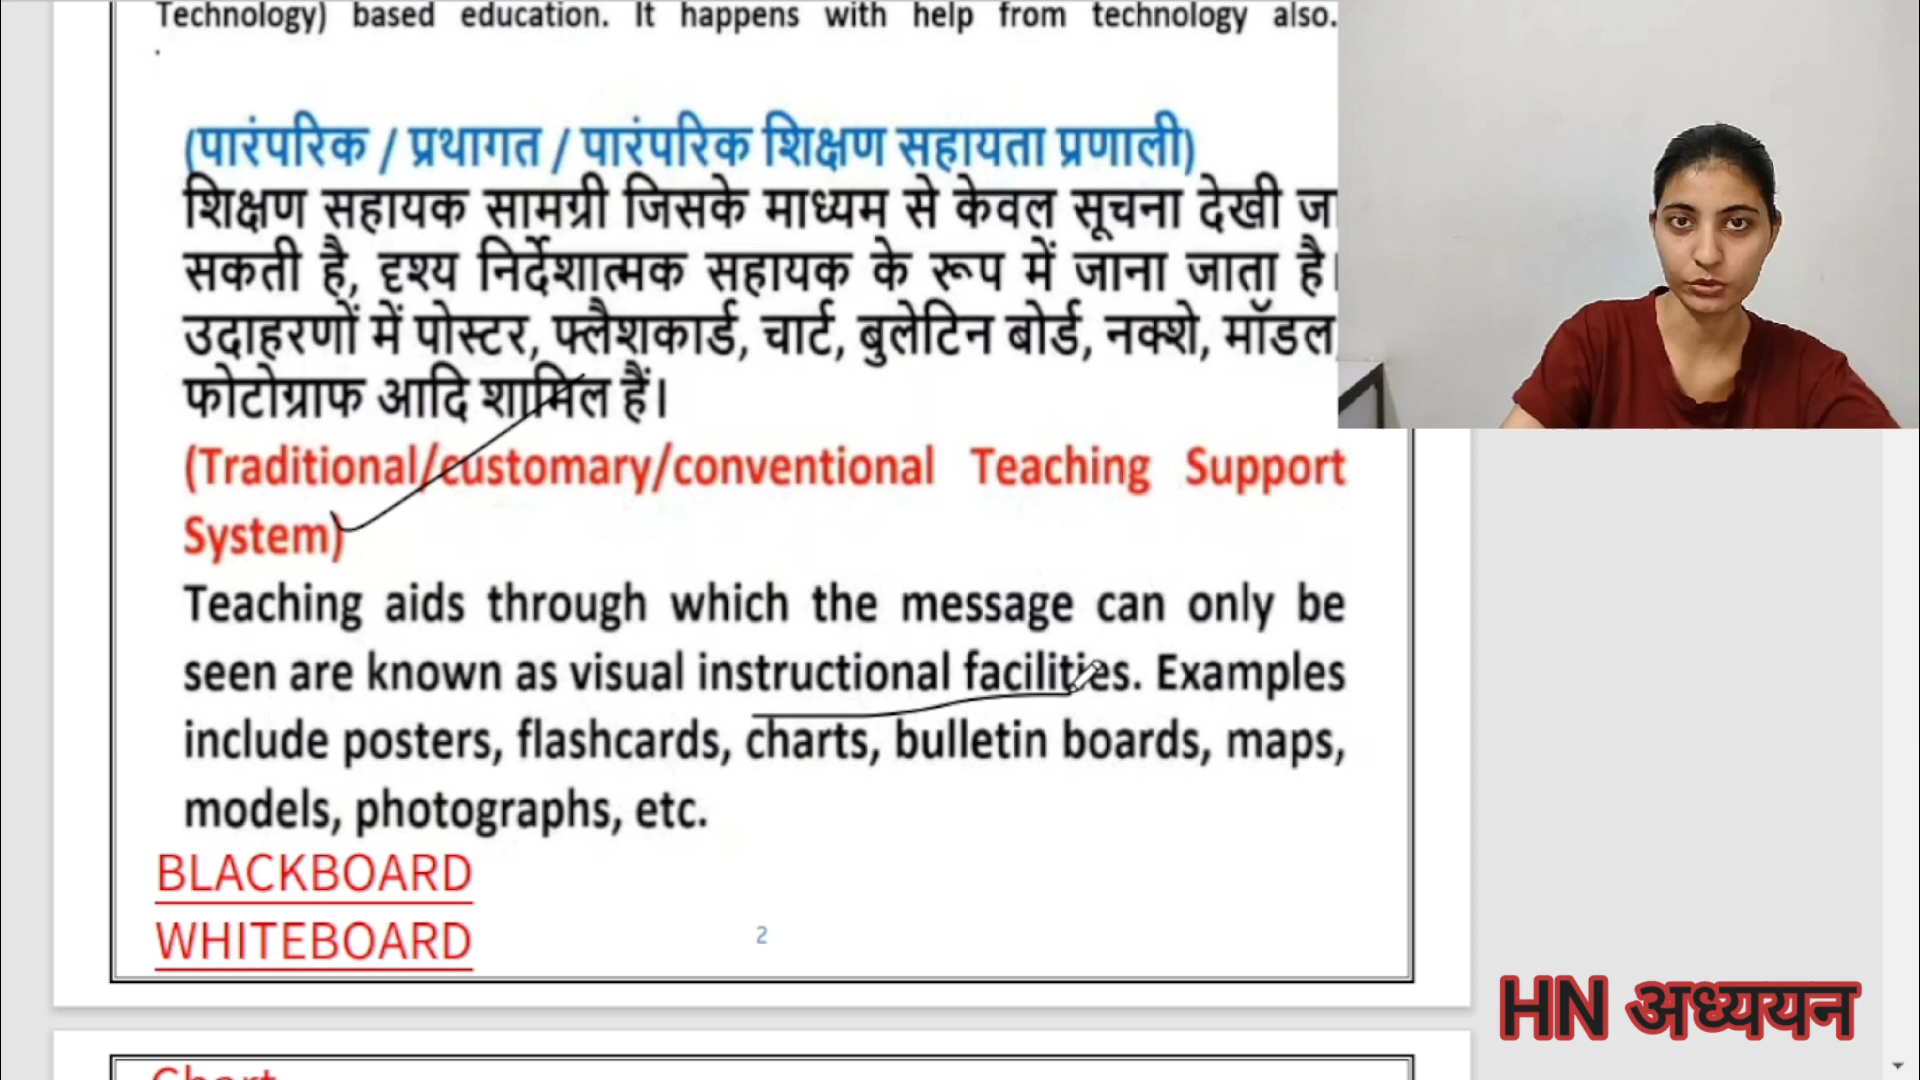 Technology) based education. It happens with help from technology also.
.
(पारंपरिक / प्रथागत / पारंपरिक शिक्षण सहायता प्रणाली)
शिक्षण सहायक सामग्री जिसके माध्यम से केवल सूचना देखी ज
सकती है, दृश्य निर्देशात्मक सहायक के रूप में जाना जाता है।
उदाहरणों में पोस्टर, फ्लैशकार्ड, चार्ट, बुलेटिन बोर्ड, नक्शे, मॉडल
फोटोग्राफ आदि शामिल हैं।
(Traditional/customary/conventional Teaching Support
System)
Teaching aids through which the message can only be
seen are known as visual instructional facilities. Examples
include posters, flashcards, charts, bulletin boards, maps,
models, photographs, etc.
BLACKBOARD
WHITEBOARD
2
HN अध्ययन
Chart